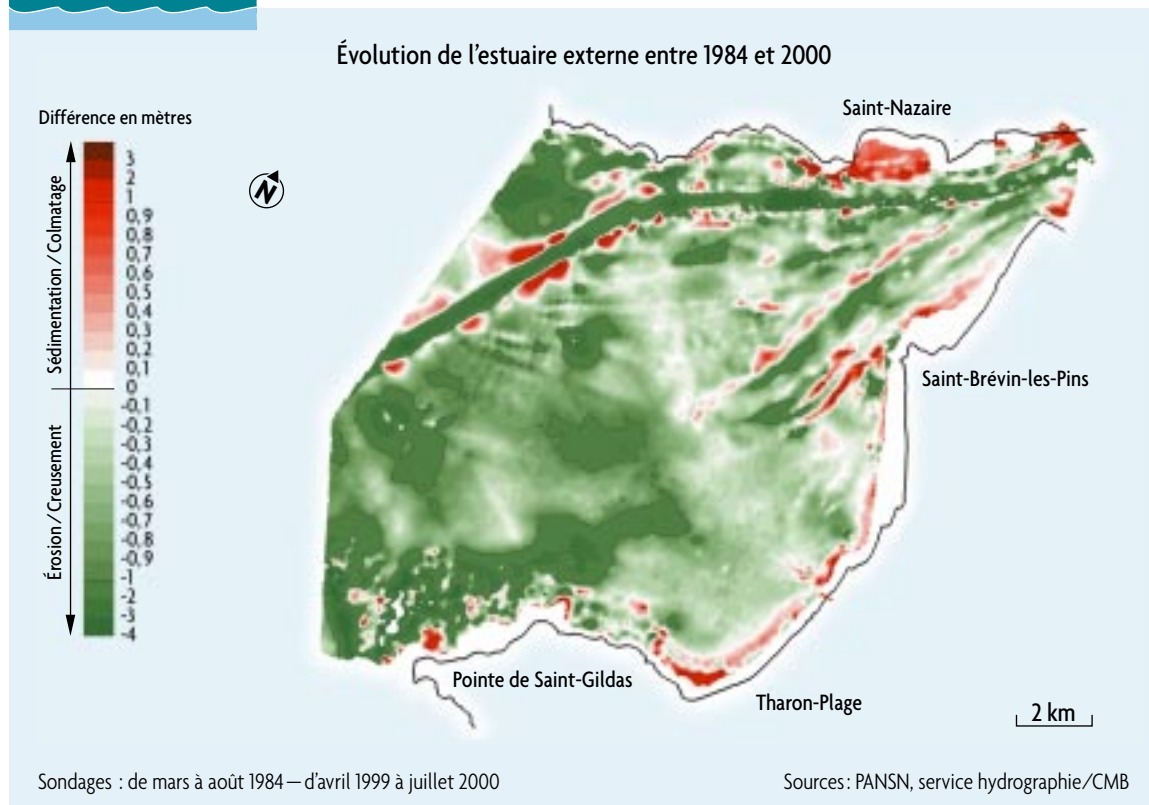 Évolution de l’estuaire externe entre 1984 et 2000
Différence en mètres
Sédimentation / Colmatage
Érosion / Creusement
3
2
1
0,9
0,8
0,7
0,6
0,5
0,4
0,3
0,2
0,1
0
-0,1
-0,2
-0,3
-0,4
-0,5
-0,6
-0,7
-0,8
-0,9
-1
-2
-3
-4
N
Saint-Nazaire
Saint-Brévin-les-Pins
Pointe de Saint-Gildas
Tharon-Plage
2 km
Sondages : de mars à août 1984 — d’avril 1999 à juillet 2000
Sources : PANSN, service hydrographie/CMB